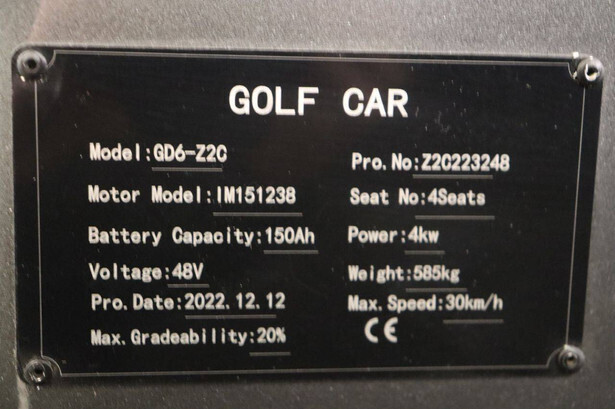 GOLF CAR
Model:GD6-Z2C
Pro.No:Z2C223248
Motor Model:IM151238
Seat No:4Seats
Battery Capacity:150Ah
Power:4kw
Voltage:48V
Weight:585kg
Pro.Date:2022.12.12
Max.Speed:30km/h
Max.Gradeability:20%
CE